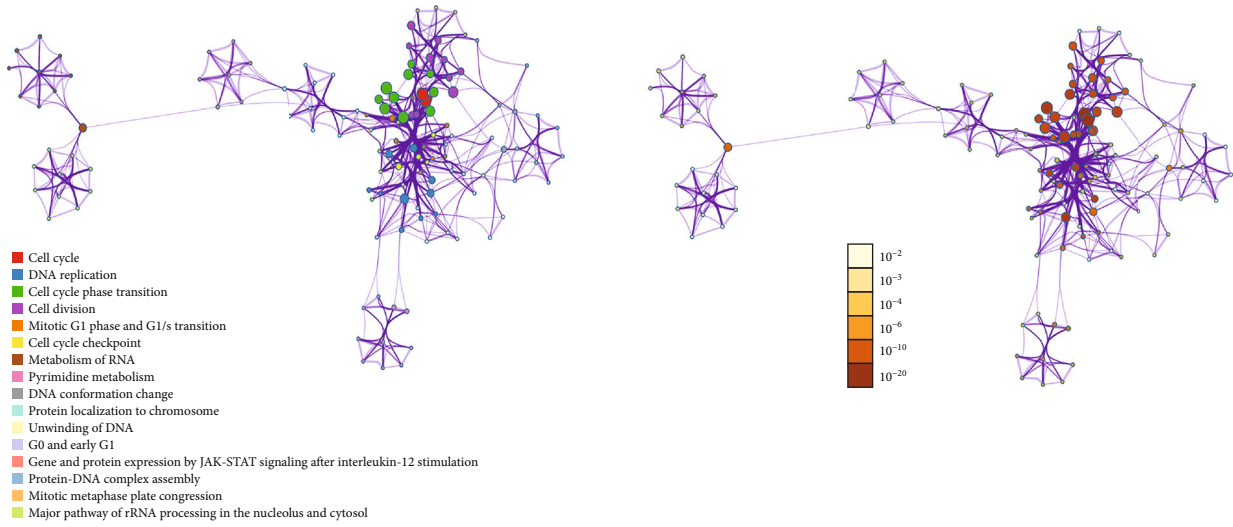 Cell cycle
DNA replication
Cell cycle phase transition
Cell division
Mitotic G1 phase and G1/s transition
Cell cycle checkpoint
Metabolism of RNA
Pyrimidine metabolism
DNA conformation change
Protein localization to chromosome
Unwinding of DNA
G0 and early G1
Gene and protein expression by JAK-STAT signaling after interleukin-12 stimulation
Protein-DNA complex assembly
Mitotic metaphase plate congression
Major pathway of rRNA processing in the nucleolus and cytosol
10⁻²
10⁻³
10⁻⁴
10⁻⁶
10⁻¹⁰
10⁻²⁰